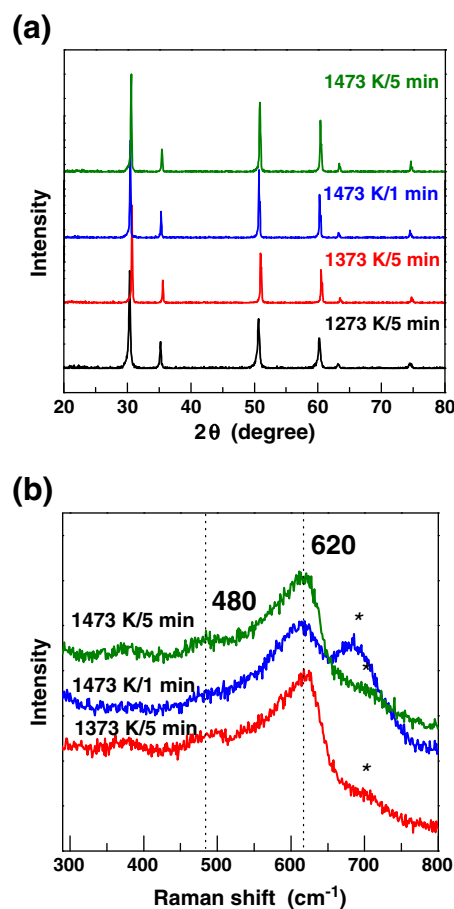 (a)
1473 K/5 min
1473 K/1 min
1373 K/5 min
1273 K/5 min
Intensity
20 30 40 50 60 70 80
2θ (degree)
(b)
620
480
*
1473 K/5 min
*
1473 K/1 min
1373 K/5 min
*
Intensity
300 400 500 600 700 800
Raman shift (cm⁻¹)